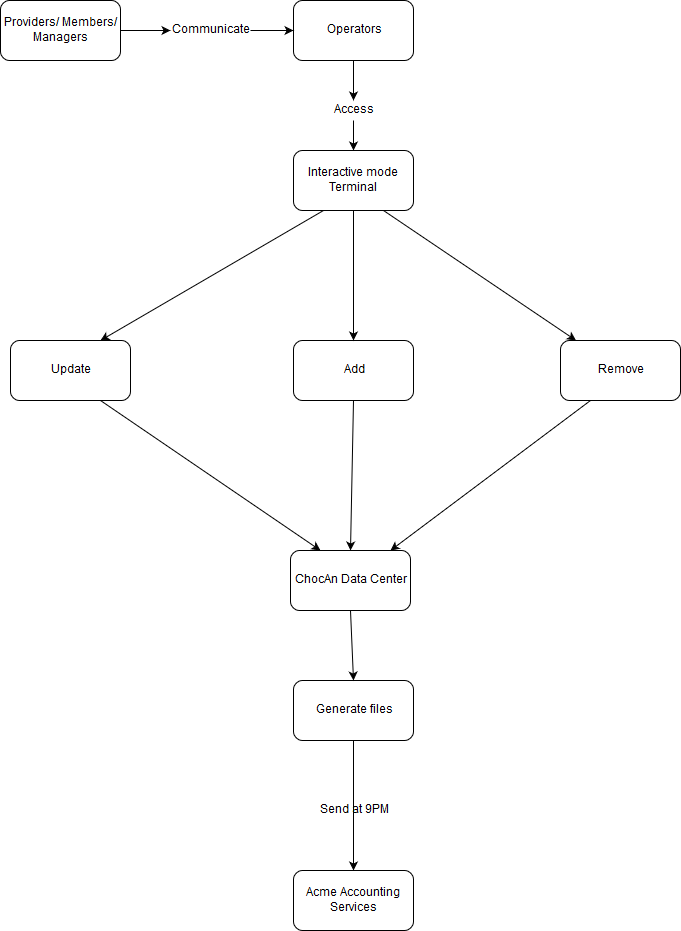 Providers/ Members/
Managers
Communicate
Operators
Access
Interactive mode
Terminal
Update
Add
Remove
ChocAn Data Center
Generate files
Send at 9PM
Acme Accounting
Services